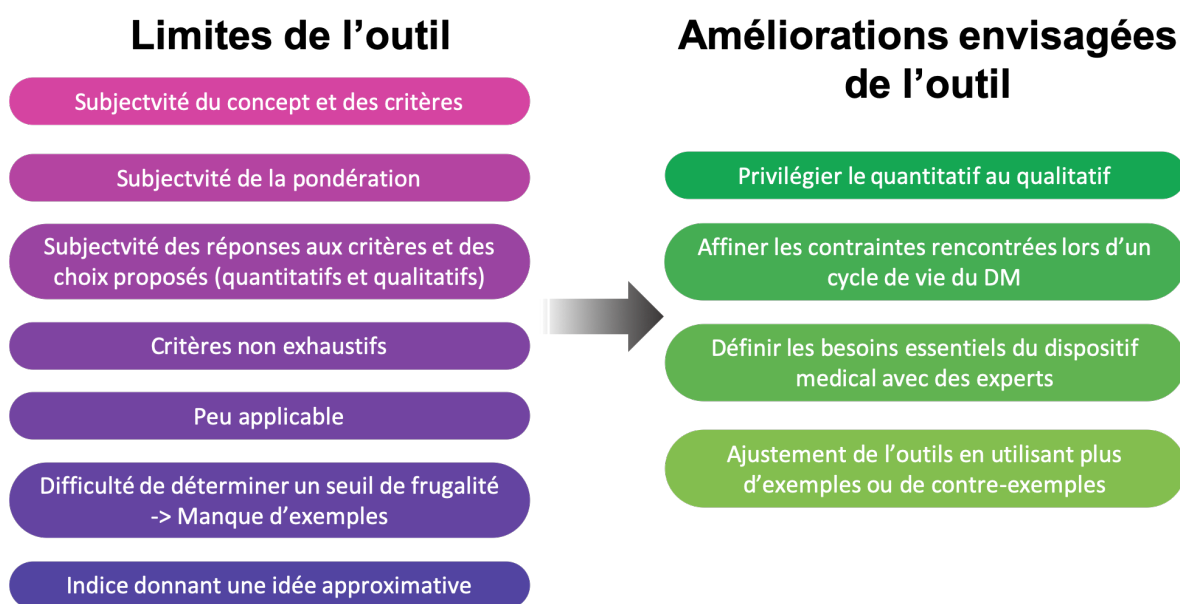 Limites de l’outil
Subjectvité du concept et des critères
Subjectvité de la pondération
Subjectvité des réponses aux critères et des
choix proposés (quantitatifs et qualitatifs)
Critères non exhaustifs
Peu applicable
Difficulté de déterminer un seuil de frugalité
-> Manque d’exemples
Indice donnant une idée approximative
Améliorations envisagées
de l’outil
Privilégier le quantitatif au qualitatif
Affiner les contraintes rencontrées lors d’un
cycle de vie du DM
Définir les besoins essentiels du dispositif
medical avec des experts
Ajustement de l’outils en utilisant plus
d’exemples ou de contre-exemples